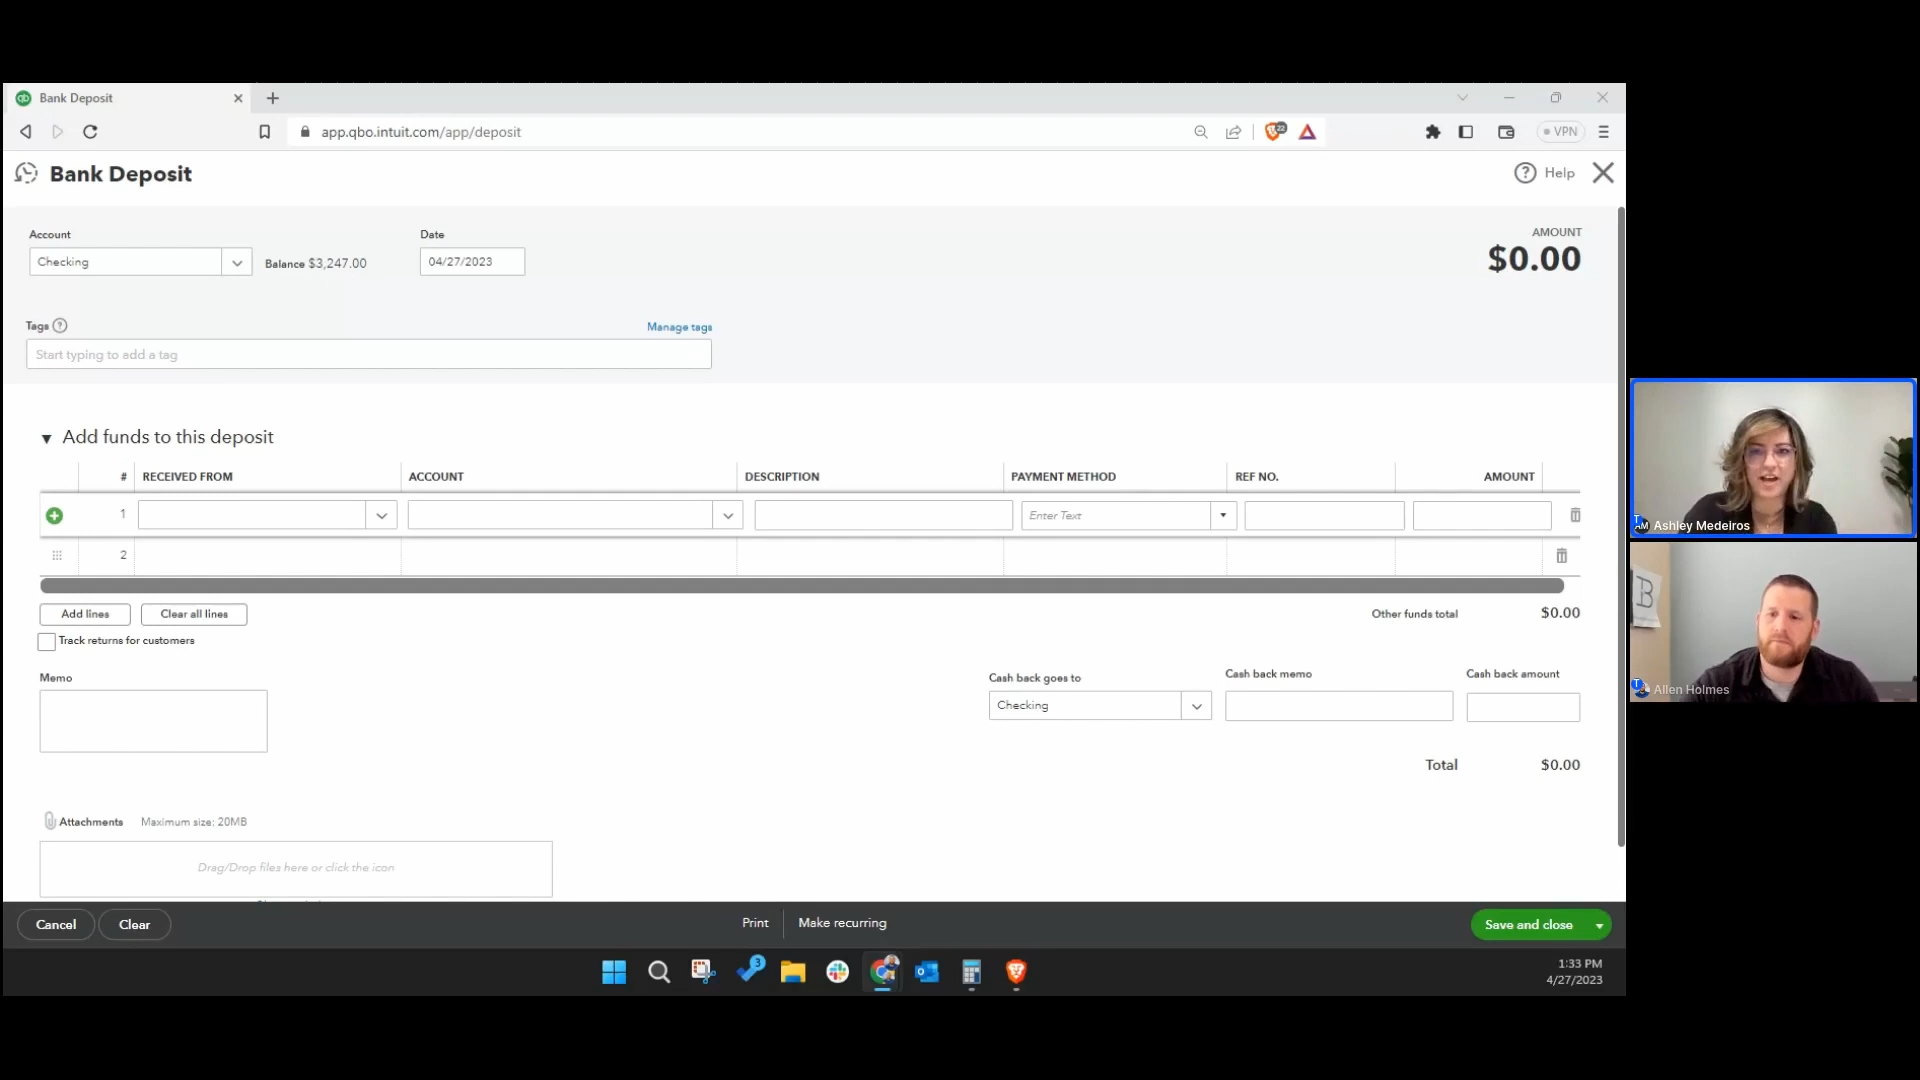 Bank Deposit
app.qbo.intuit.com/app/deposit
22
VPN
Bank Deposit
Help
Account
Date
AMOUNT
Checking
Balance $3,247.00
04/27/2023
$0.00
Tags
Manage tags
Start typing to add a tag
Add funds to this deposit
# RECEIVED FROM ACCOUNT DESCRIPTION PAYMENT METHOD REF NO. AMOUNT
1 Enter Text
2
Add lines Clear all lines
Other funds total $0.00
Track returns for customers
Memo
Cash back goes to Cash back memo Cash back amount
Checking
Total $0.00
Attachments Maximum size: 20MB
Drag/Drop files here or click the icon
Cancel Clear
Print Make recurring
Save and close
3
1:33 PM
4/27/2023
AM Ashley Medeiros
B
Allen Holmes